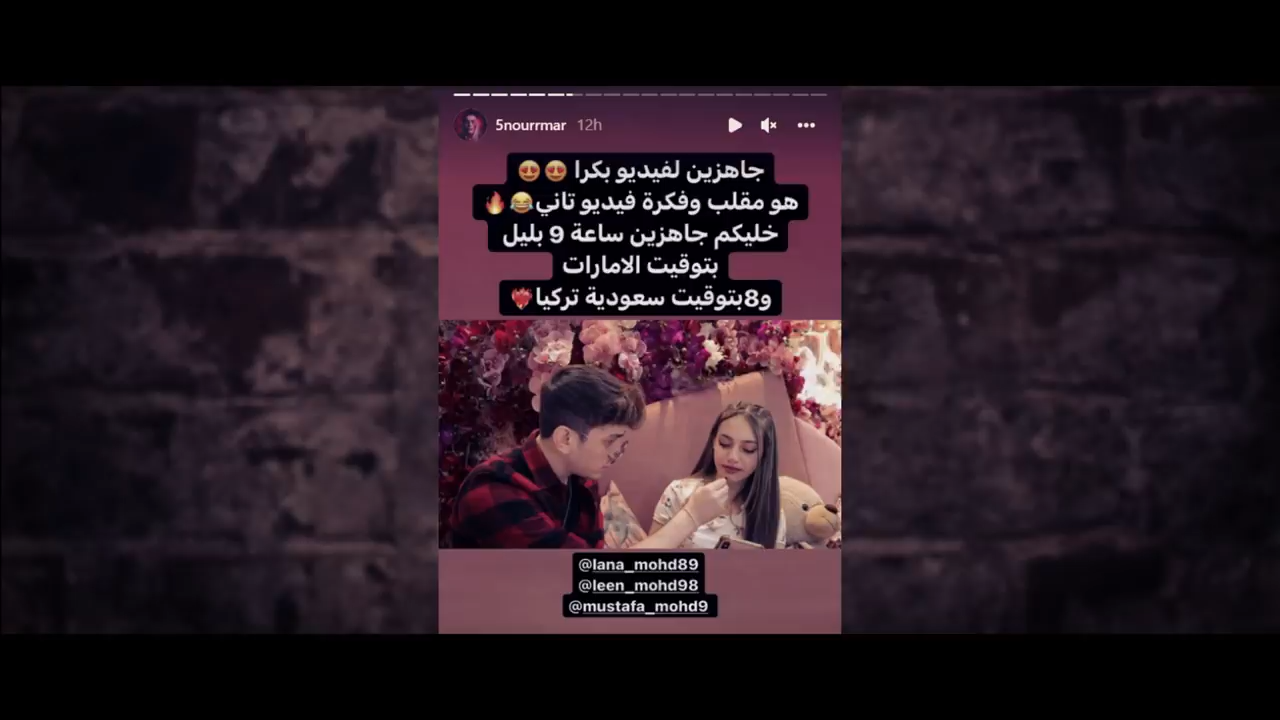 5nourrmar 12h
جاهزين لفيديو بكرا 😍😍
هو مقلب وفكرة فيديو تاني😂🔥
خليكم جاهزين ساعة 9 بليل
بتوقيت الامارات
و8بتوقيت سعودية تركيا❤️‍🔥
@lana_mohd89
@leen_mohd98
@mustafa_mohd9